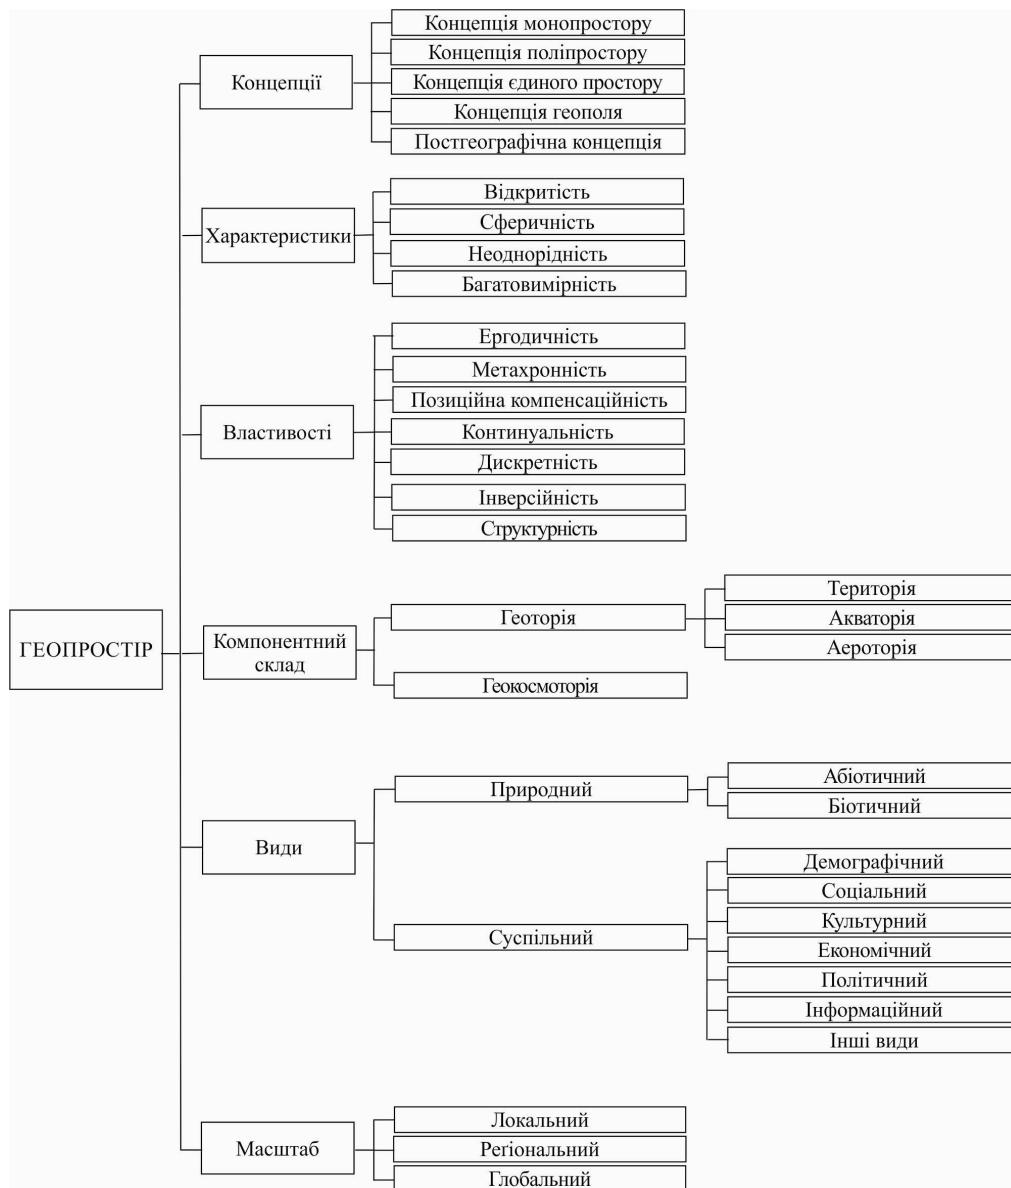 Концепція монопростору
Концепція поліпростору
Концепції
Концепція єдиного простору
Концепція геополя
Постгеографічна концепція
Відкритість
Сферичність
Характеристики
Неоднорідність
Багатовимірність
Ергодичність
Метахронність
Позиційна компенсаційність
Властивості
Континуальність
Дискретність
Інверсійність
Структурність
ГЕОПРОСТІР
Компонентний
склад
Геоторія
Територія
Акваторія
Аероторія
Геокосмоторія
Види
Природний
Абіотичний
Біотичний
Суспільний
Демографічний
Соціальний
Культурний
Економічний
Політичний
Інформаційний
Інші види
Масштаб
Локальний
Реґіональний
Глобальний